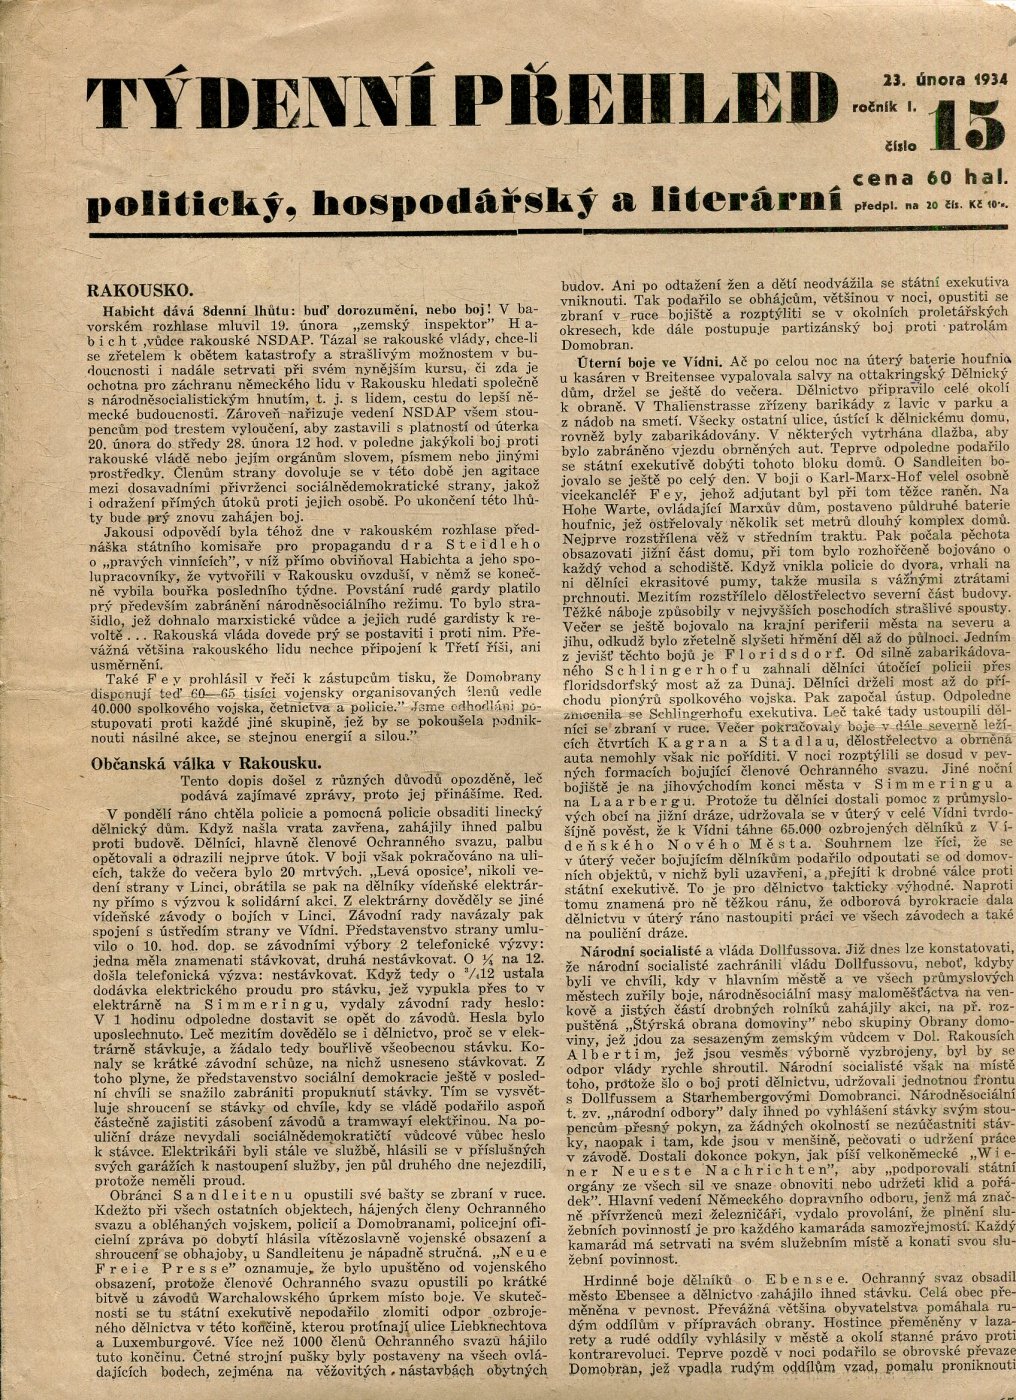 TÝDENNÍ PŘEHLED
politický, hospodářský a literární
23. února 1934
ročník I.
číslo 15
cena 60 hal.
předpl. na 20 čís. Kč 10·-.
RAKOUSKO.
Habicht dává 8denní lhůtu: buď dorozumění, nebo boj! V ba-
vorském rozhlase mluvil 19. února „zemský inspektor" Ha-
bicht ,vůdce rakouské NSDAP. Tázal se rakouské vlády, chce-li
se zřetelem k obětem katastrofy a strašlivým možnostem v bu-
doucnosti i nadále setrvati při svém nynějším kursu, či zda je
ochotna pro záchranu německého lidu v Rakousku hledati společně
s národněsocialistickým hnutím, t. j. s lidem, cestu do lepší ně-
mecké budoucnosti. Zároveň nařizuje vedení NSDAP všem stou-
pencům pod trestem vyloučení, aby zastavili s platností od úterka
20. února do středy 28. února 12 hod. v poledne jakýkoli boj proti
rakouské vládě nebo jejím orgánům slovem, písmem nebo jinými
prostředky. Členům strany dovoluje se v této době jen agitace
mezi dosavadními přívrženci sociálnědemokratické strany, jakož
i odražení přímých útoků proti jejich osobě. Po ukončení této lhů-
ty bude prý znovu zahájen boj.
Jakousi odpovědí byla téhož dne v rakouském rozhlase před-
náška státního komisaře pro propagandu dra Steidleho
o „pravých vinnících", v níž přímo obviňoval Habichta a jeho spo-
lupracovníky, že vytvořili v Rakousku ovzduší, v němž se koneč-
ně vybila bouřka posledního týdne. Povstání rudé gardy platilo
prý především zabránění národněsociálního režimu. To bylo stra-
šidlo, jež dohnalo marxistické vůdce a jejich rudé gardisty k re-
voltě ... Rakouská vláda dovede prý se postaviti i proti nim. Pře-
vážná většina rakouského lidu nechce připojení k Třetí říši, ani
usměrnění.
Také Fey prohlásil v řeči k zástupcům tisku, že Domobrany
disponují teď 60—65 tisíci vojensky organisovaných členů vedle
40.000 spolkového vojska, četnictva a policie." Jsme odhodláni po-
stupovati proti každé jiné skupině, jež by se pokoušela podnik-
nouti násilné akce, se stejnou energií a silou."
Občanská válka v Rakousku.
Tento dopis došel z různých důvodů opozděně, leč
podává zajímavé zprávy, proto jej přinášíme. Red.
V pondělí ráno chtěla policie a pomocná policie obsaditi linecký
dělnický dům. Když našla vrata zavřena, zahájily ihned palbu
proti budově. Dělníci, hlavně členové Ochranného svazu, palbu
opětovali a odrazili nejprve útok. V boji však pokračováno na uli-
cích, takže do večera bylo 20 mrtvých. „Levá oposice', nikoli ve-
dení strany v Linci, obrátila se pak na dělníky vídeňské elektrár-
ny přímo s výzvou k solidární akci. Z elektrárny dověděly se jiné
vídeňské závody o bojích v Linci. Závodní rady navázaly pak
spojení s ústředím strany ve Vídni. Představenstvo strany umlu-
vilo o 10. hod. dop. se závodními výbory 2 telefonické výzvy:
jedna měla znamenati stávkovat, druhá nestávkovat. O ¼ na 12.
došla telefonická výzva: nestávkovat. Když tedy o ³/₄12 ustala
dodávka elektrického proudu pro stávku, jež vypukla přes to v
elektrárně na Simmeringu, vydaly závodní rady heslo:
V 1 hodinu odpoledne dostavit se opět do závodů. Hesla bylo
uposlechnuto. Leč mezitím dovědělo se i dělnictvo, proč se v elek-
trárně stávkuje, a žádalo tedy bouřlivě všeobecnou stávku. Ko-
naly se krátké závodní schůze, na nichž usneseno stávkovat. Z
toho plyne, že představenstvo sociální demokracie ještě v posled-
ní chvíli se snažilo zabrániti propuknutí stávky. Tím se vysvět-
luje shroucení se stávky od chvíle, kdy se vládě podařilo aspoň
částečně zajistiti zásobení závodů a tramwayí elektřinou. Na po-
uliční dráze nevydali sociálnědemokratičtí vůdcové vůbec heslo
k stávce. Elektrikáři byli stále ve službě, hlásili se v příslušných
svých garážích k nastoupení služby, jen půl druhého dne nejezdili,
protože neměli proud.
Obránci Sandleitenu opustili své bašty se zbraní v ruce.
Kdežto při všech ostatních objektech, hájených členy Ochranného
svazu a obléhaných vojskem, policií a Domobranami, policejní ofi-
cielní zpráva po dobytí hlásila vítězoslavně vojenské obsazení a
shroucení se obhajoby, u Sandleitenu je nápadně stručná. „Neue
Freie Presse" oznamuje, že bylo upuštěno od vojenského
obsazení, protože členové Ochranného svazu opustili po krátké
bitvě u závodů Warchalowského úprkem místo boje. Ve skuteč-
nosti se tu státní exekutivě nepodařilo zlomiti odpor ozbroje-
ného dělnictva v této končině, kterou protínají ulice Liebknechtova
a Luxemburgové. Více než 1000 členů Ochranného svazu hájilo
tuto končinu. Četné strojní pušky byly postaveny na všech ovlá-
dajících bodech, zejména na věžovitých nástavbách obytných
budov. Ani po odtažení žen a dětí neodvážila se státní exekutiva
vniknouti. Tak podařilo se obhájcům, většinou v noci, opustiti se
zbraní v ruce bojiště a rozptýliti se v okolních proletářských
okresech, kde dále postupuje partizánský boj proti patrolám
Domobran.
Úterní boje ve Vídni. Ač po celou noc na úterý baterie houfnic
u kasáren v Breitensee vypalovala salvy na ottakringský Dělnický
dům, držel se ještě do večera. Dělnictvo připravilo celé okolí
k obraně. V Thalienstrasse zřízeny barikády z lavic v parku a
z nádob na smetí. Všecky ostatní ulice, ústící k dělnickému domu,
rovněž byly zabarikádovány. V některých vytrhána dlažba, aby
bylo zabráněno vjezdu obrněných aut. Teprve odpoledne podařilo
se státní exekutivě dobýti tohoto bloku domů. O Sandleiten bo-
jovalo se ještě po celý den. V boji o Karl-Marx-Hof velel osobně
vicekancléř Fey, jehož adjutant byl při tom těžce raněn. Na
Hohe Warte, ovládající Marxův dům, postaveno půldruhé baterie
houfnic, jež ostřelovaly několik set metrů dlouhý komplex domů.
Nejprve rozstřílena věž v středním traktu. Pak počala pěchota
obsazovati jižní část domu, při tom bylo rozhořčeně bojováno o
každý vchod a schodiště. Když vnikla policie do dvora, vrhali na
ni dělníci ekrasitové pumy, takže musila s vážnými ztrátami
prchnouti. Mezitím rozstřílelo dělostřelectvo severní část budovy.
Těžké náboje způsobily v nejvyšších poschodích strašlivé spousty.
Večer se ještě bojovalo na krajní periferii města na severu a
jihu, odkudž bylo zřetelně slyšeti hřmění děl až do půlnoci. Jedním
z jevišť těchto bojů je Floridsdorf. Od silně zabarikádova-
ného Schlingerhofu zahnali dělníci útočící policii přes
floridsdorfský most až za Dunaj. Dělníci drželi most až do pří-
chodu pionýrů spolkového vojska. Pak započal ústup. Odpoledne
zmocnila se Schlingerhofu exekutiva. Leč také tady ustoupili děl-
níci se zbraní v ruce. Večer pokračovaly boje v dále severně leží-
cích čtvrtích Kagran a Stadlau, dělostřelectvo a obrněná
auta nemohly však nic poříditi. V noci rozptýlili se dosud v pev-
ných formacích bojující členové Ochranného svazu. Jiné noční
bojiště je na jihovýchodním konci města v Simmeringu a
na Laarbergu. Protože tu dělníci dostali pomoc z průmyslo-
vých obcí na jižní dráze, udržovala se v úterý v celé Vídni tvrdo-
šíjně pověst, že k Vídni táhne 65.000 ozbrojených dělníků z Ví-
deňského Nového Města. Souhrnem lze říci, že se
v úterý večer bojujícím dělníkům podařilo odpoutati se od domov-
ních objektů, v nichž byli uzavřeni, a přejíti k drobné válce proti
státní exekutivě. To je pro dělnictvo takticky výhodné. Naproti
tomu znamená pro ně těžkou ránu, že odborová byrokracie dala
dělnictvu v úterý ráno nastoupiti práci ve všech závodech a také
na pouliční dráze.
Národní socialisté a vláda Dollfussova. Již dnes lze konstatovati,
že národní socialisté zachránili vládu Dollfussovu, neboť, kdyby
byli ve chvíli, kdy v hlavním městě a ve všech průmyslových
městech zuřily boje, národněsociální masy maloměšťáctva na ven-
kově a jistých částí drobných rolníků zahájily akci, na př. roz-
puštěná „Štýrská obrana domoviny" nebo skupiny Obrany domo-
viny, jež jdou za sesazeným zemským vůdcem v Dol. Rakousích
Albertim, jež jsou vesměs výborně vyzbrojeny, byl by se
odpor vlády rychle shroutil. Národní socialisté však na místě
toho, protože šlo o boj proti dělnictvu, udržovali jednotnou frontu
s Dollfussem a Starhembergovými Domobranci. Národněsociální
t. zv. „národní odbory" daly ihned po vyhlášení stávky svým stou-
pencům přesný pokyn, za žádných okolností se nezúčastniti stáv-
ky, naopak i tam, kde jsou v menšině, pečovati o udržení práce
v závodě. Dostali dokonce pokyn, jak píší velkoněmecké „Wie-
ner Neueste Nachrichten", aby „podporovali státní
orgány ze všech sil ve snaze obnoviti nebo udržeti klid a pořá-
dek". Hlavní vedení Německého dopravního odboru, jenž má znač-
ně přívrženců mezi železničáři, vydalo provolání, že plnění slu-
žebních povinností je pro každého kamaráda samozřejmostí. Každý
kamarád má setrvati na svém služebním místě a konati svou slu-
žební povinnost.
Hrdinné boje dělníků o Ebensee. Ochranný svaz obsadil
město Ebensee a dělnictvo zahájilo ihned stávku. Celá obec pře-
měněna v pevnost. Převážná většina obyvatelstva pomáhala ru-
dým oddílům v přípravách obrany. Hostince přeměněny v laza-
rety a rudé oddíly vyhlásily v městě a okolí stanné právo proti
kontrarevoluci. Teprve pozdě v noci podařilo se obrovské převaze
Domobran, jež vpadla rudým oddílům vzad, pomalu proniknouti